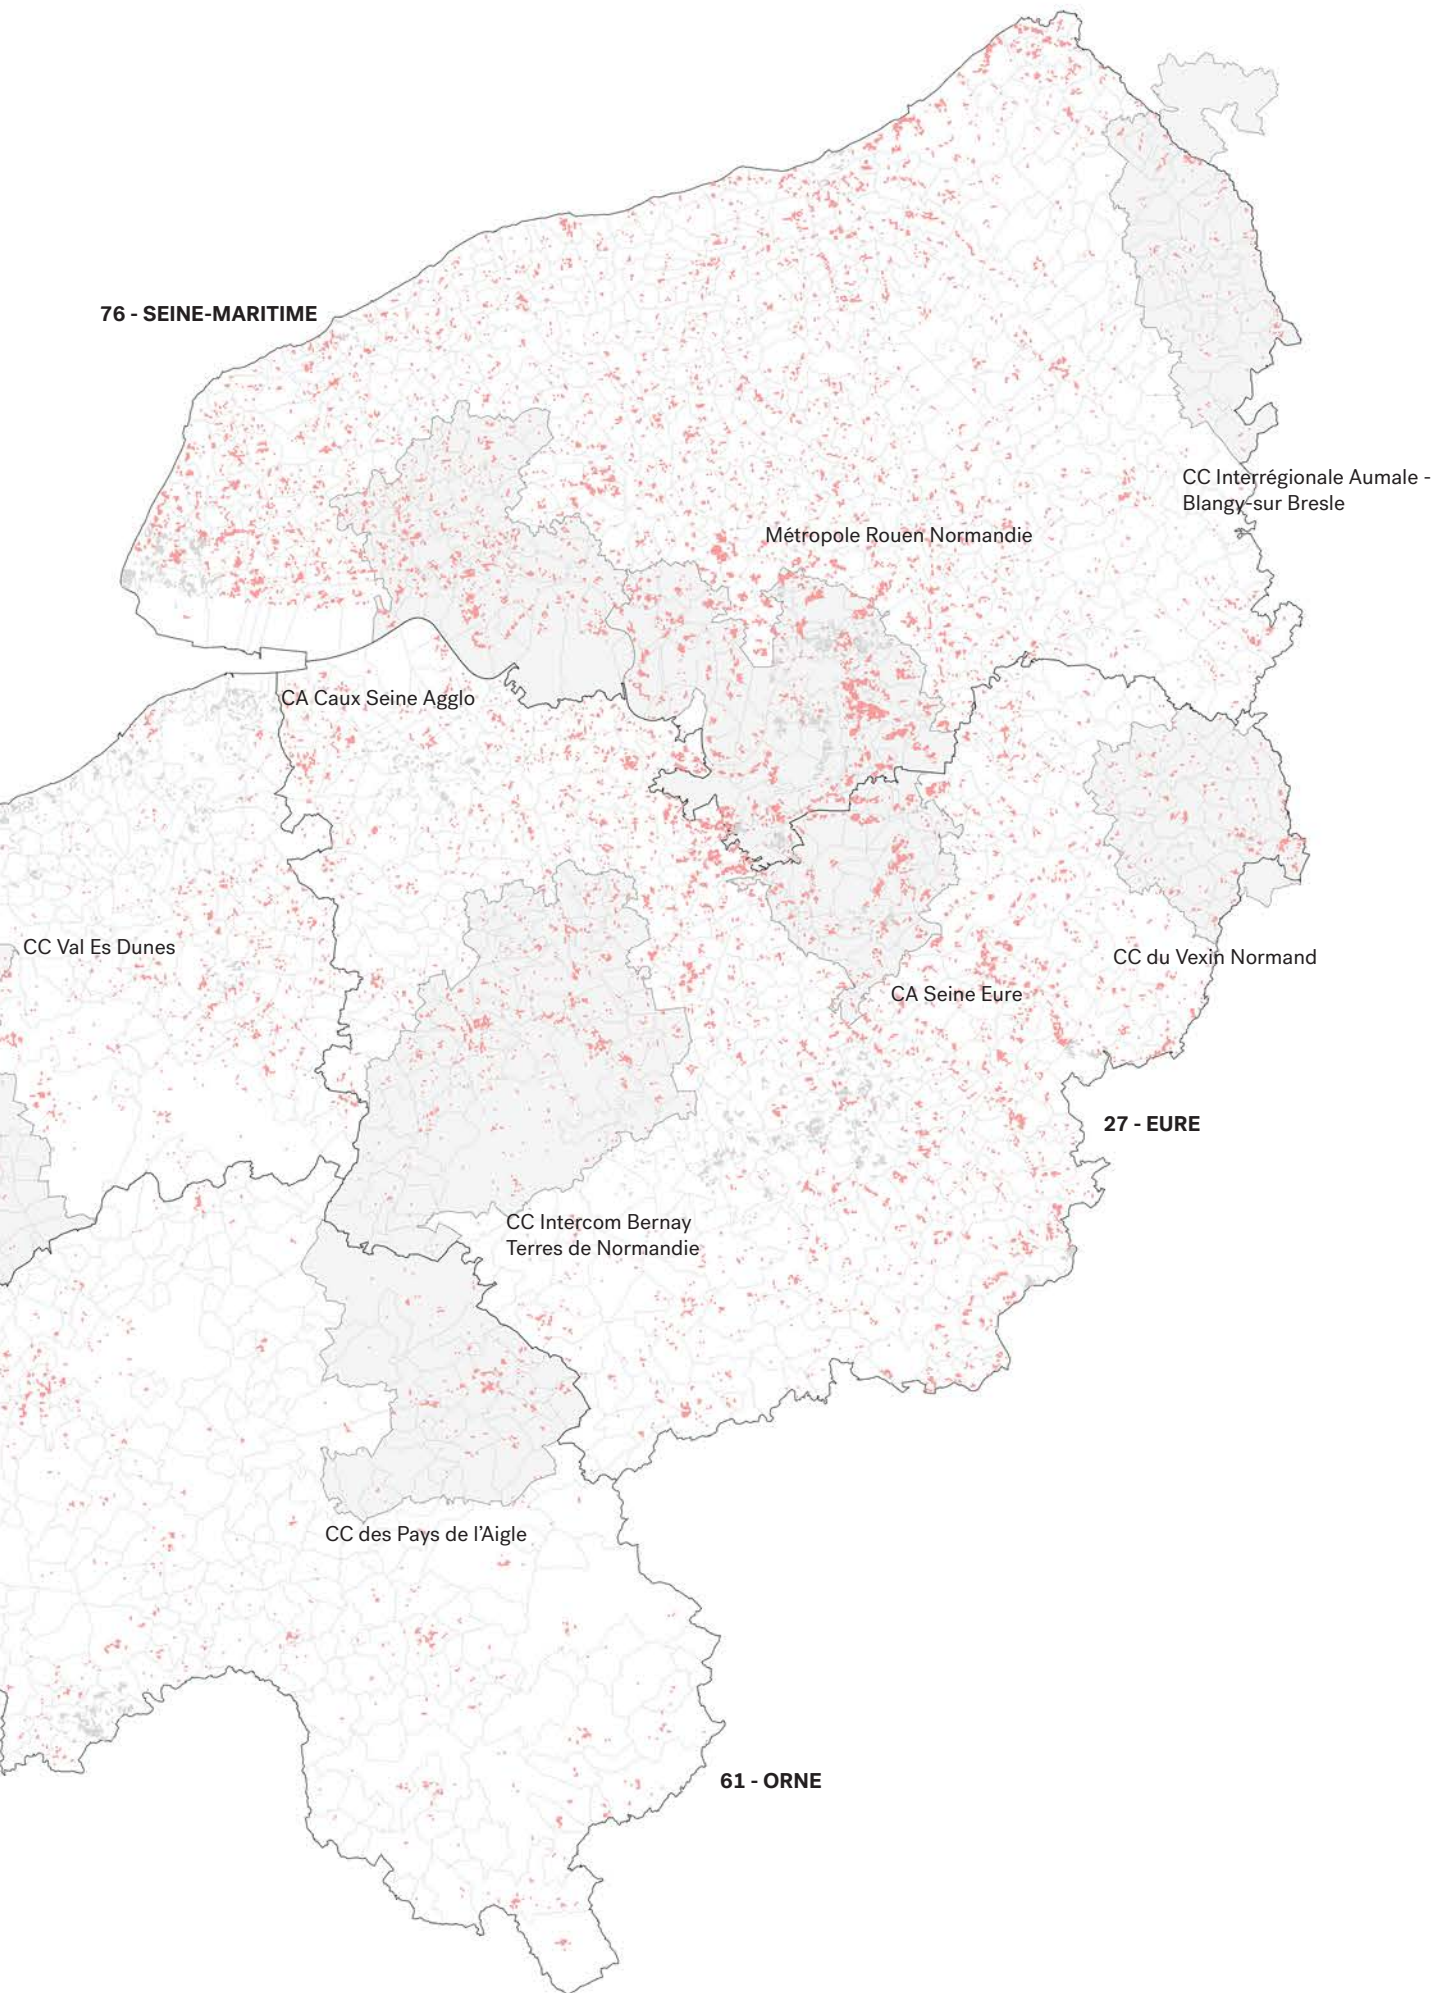 76 - SEINE-MARITIME
CC Interrégionale Aumale -
Blangy-sur Bresle
Métropole Rouen Normandie
CA Caux Seine Agglo
CC Val Es Dunes
CC du Vexin Normand
CA Seine Eure
27 - EURE
CC Intercom Bernay
Terres de Normandie
CC des Pays de l'Aigle
61 - ORNE